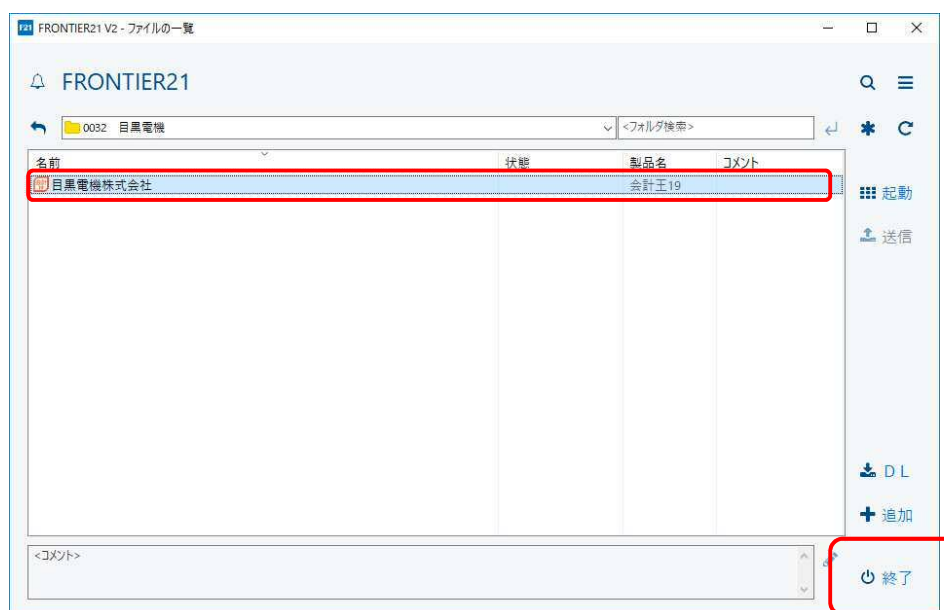 F21 FRONTIER21 V2 - ファイルの一覧
FRONTIER21
0032 目黒電機
<フォルダ検索>
名前 状態 製品名 コメント
目黒電機株式会社 会計王19
起動
送信
ＤＬ
追加
<コメント>
終了